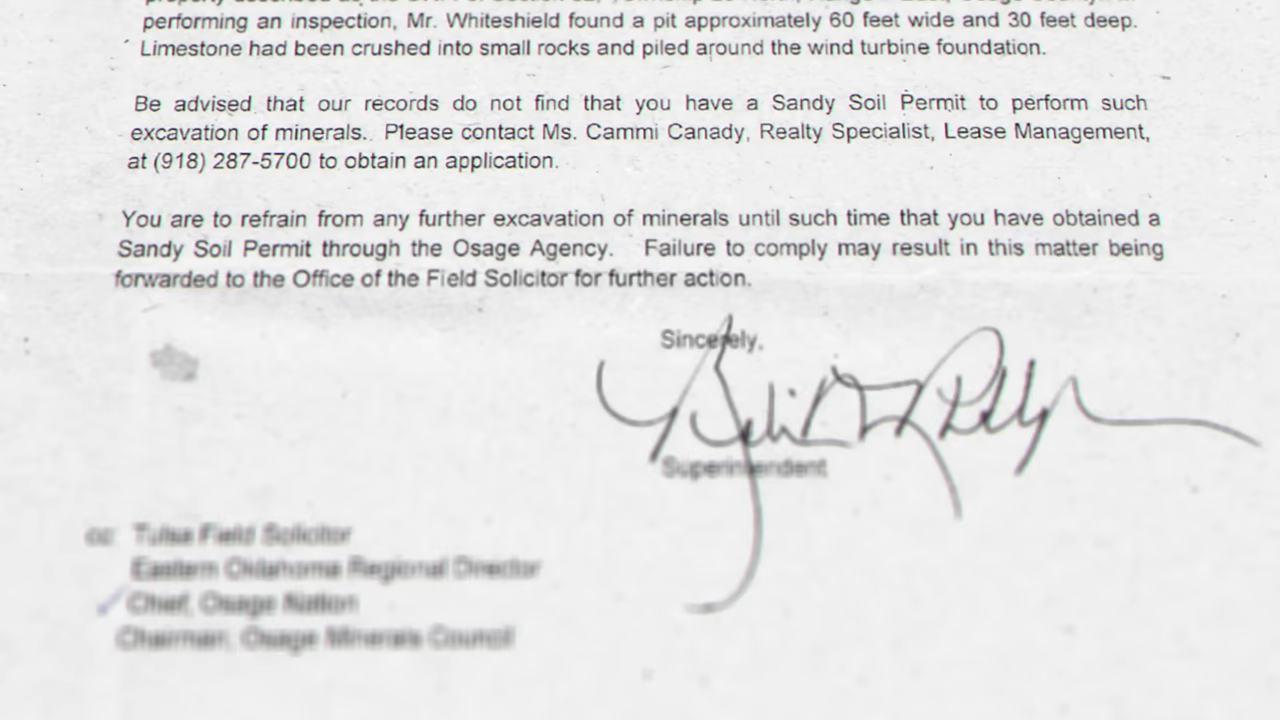 performing an inspection, Mr. Whiteshield found a pit approximately 60 feet wide and 30 feet deep.
Limestone had been crushed into small rocks and piled around the wind turbine foundation.
Be advised that our records do not find that you have a Sandy Soil Permit to perform such
excavation of minerals. Please contact Ms. Cammi Canady, Realty Specialist, Lease Management,
at (918) 287-5700 to obtain an application.
You are to refrain from any further excavation of minerals until such time that you have obtained a
Sandy Soil Permit through the Osage Agency. Failure to comply may result in this matter being
forwarded to the Office of the Field Solicitor for further action.
Sincerely,
Superintendent
cc: Tulsa Field Solicitor
Eastern Oklahoma Regional Director
Chief, Osage Nation
Chairman, Osage Minerals Council